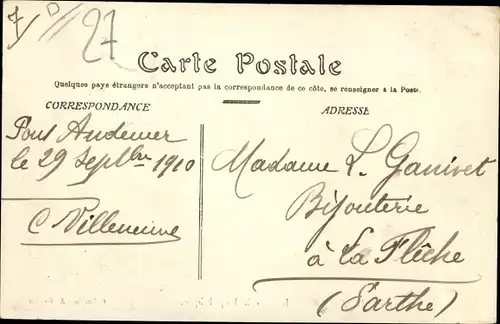 27
Carte Postale
Quelques pays étrangers n'acceptant pas la correspondance de ce côte, se renseigner à la Poste.
CORRESPONDANCE
ADRESSE
Pont Audemer
le 29 Septbre 1910
C Villeneuve
Madame L. Ganivet
Bijouterie
à La Flèche
(Sarthe)